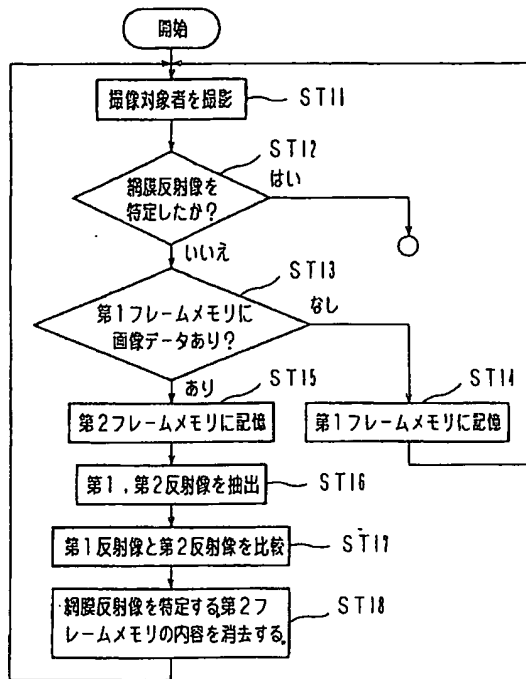 開始
撮像対象者を撮影
ST11
網膜反射像を
特定したか?
ST12
はい
いいえ
第1フレームメモリに
画像データあり?
ST13
なし
あり
第2フレームメモリに記憶
ST15
第1フレームメモリに記憶
ST14
第1,第2反射像を抽出
ST16
第1反射像と第2反射像を比較
ST17
網膜反射像を特定する,第2フ
レームメモリの内容を消去する.
ST18